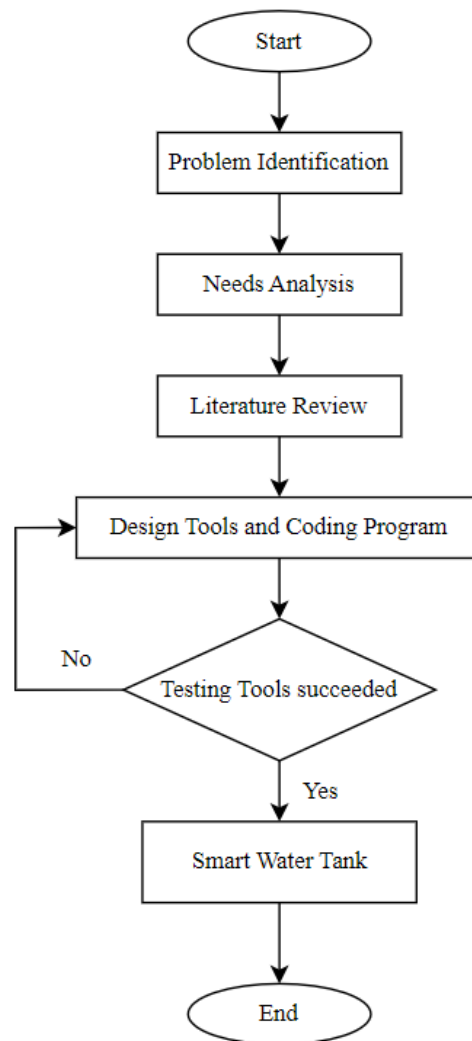 Start
Problem Identification
Needs Analysis
Literature Review
Design Tools and Coding Program
No
Testing Tools succeeded
Yes
Smart Water Tank
End